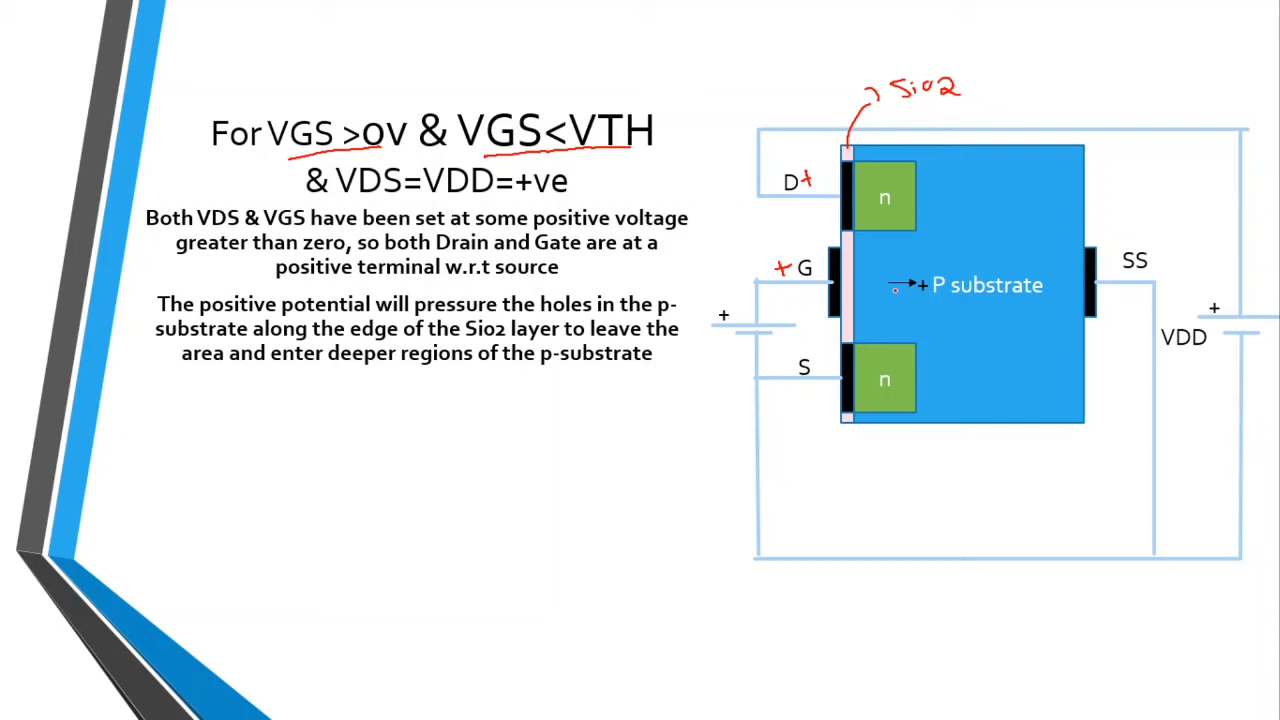 For VGS >0V & VGS<VTH
& VDS=VDD=+ve
Both VDS & VGS have been set at some positive voltage
greater than zero, so both Drain and Gate are at a
positive terminal w.r.t source
The positive potential will pressure the holes in the p-
substrate along the edge of the Sio2 layer to leave the
area and enter deeper regions of the p-substrate
Sio2
D+
n
+G
+ P substrate
SS
+
+
VDD
S
n